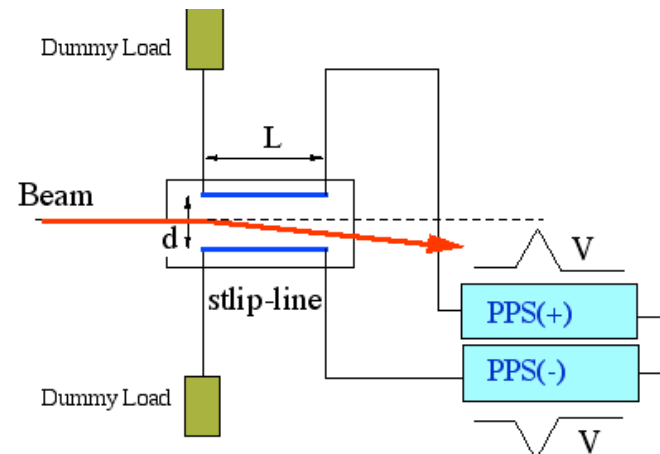 Dummy Load
L
Beam
d
V
stlip-line
PPS(+)
PPS(-)
Dummy Load
V